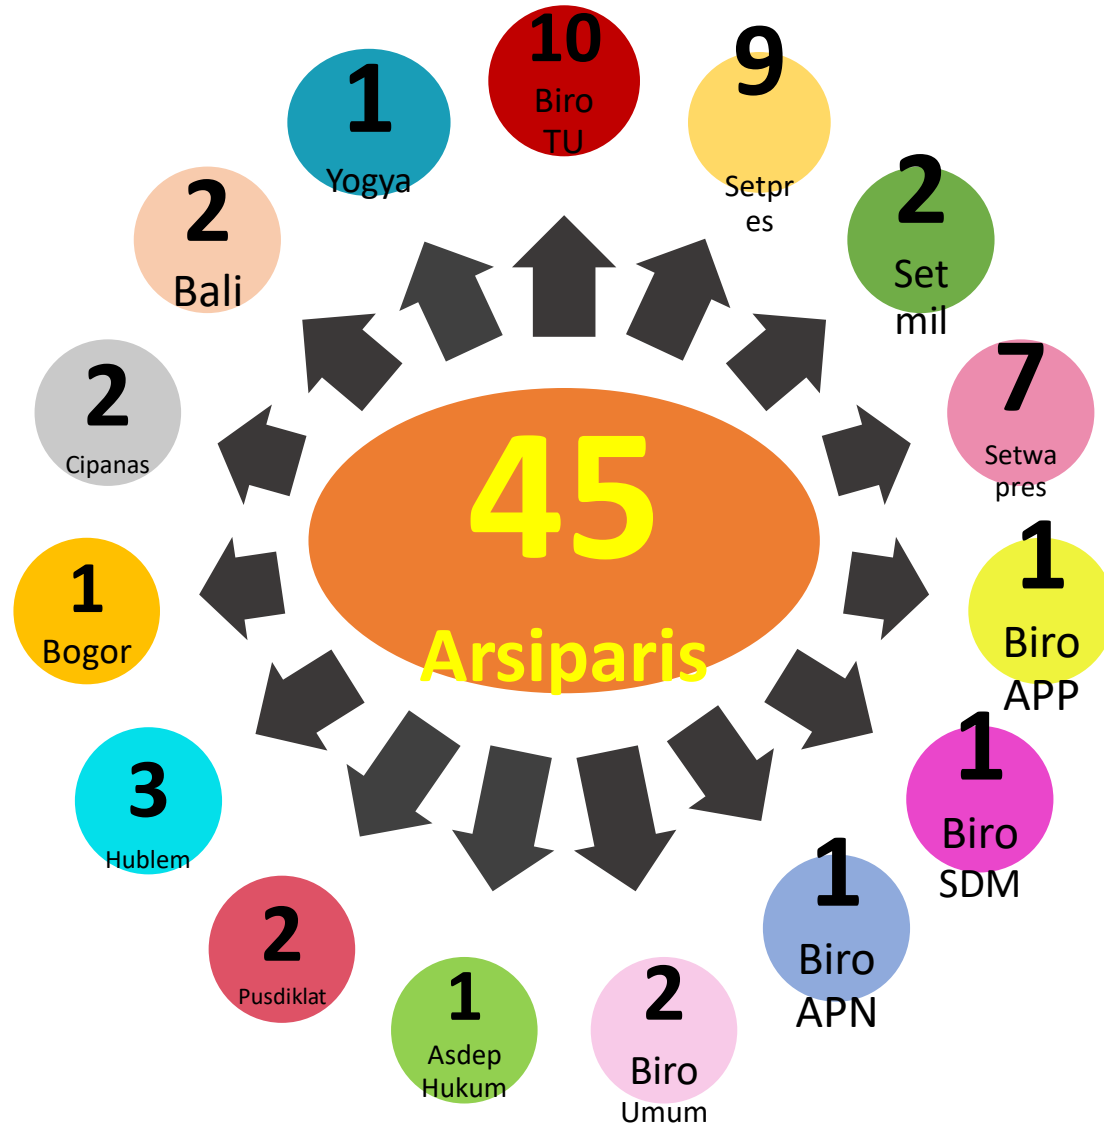 10
Biro
TU
9
Setpr
es
2
Set
mil
7
Setwa
pres
1
Biro
APP
1
Biro
SDM
1
Biro
APN
2
Biro
Umum
1
Asdep
Hukum
2
Pusdiklat
3
Hublem
1
Bogor
2
Cipanas
2
Bali
1
Yogya
45
Arsiparis